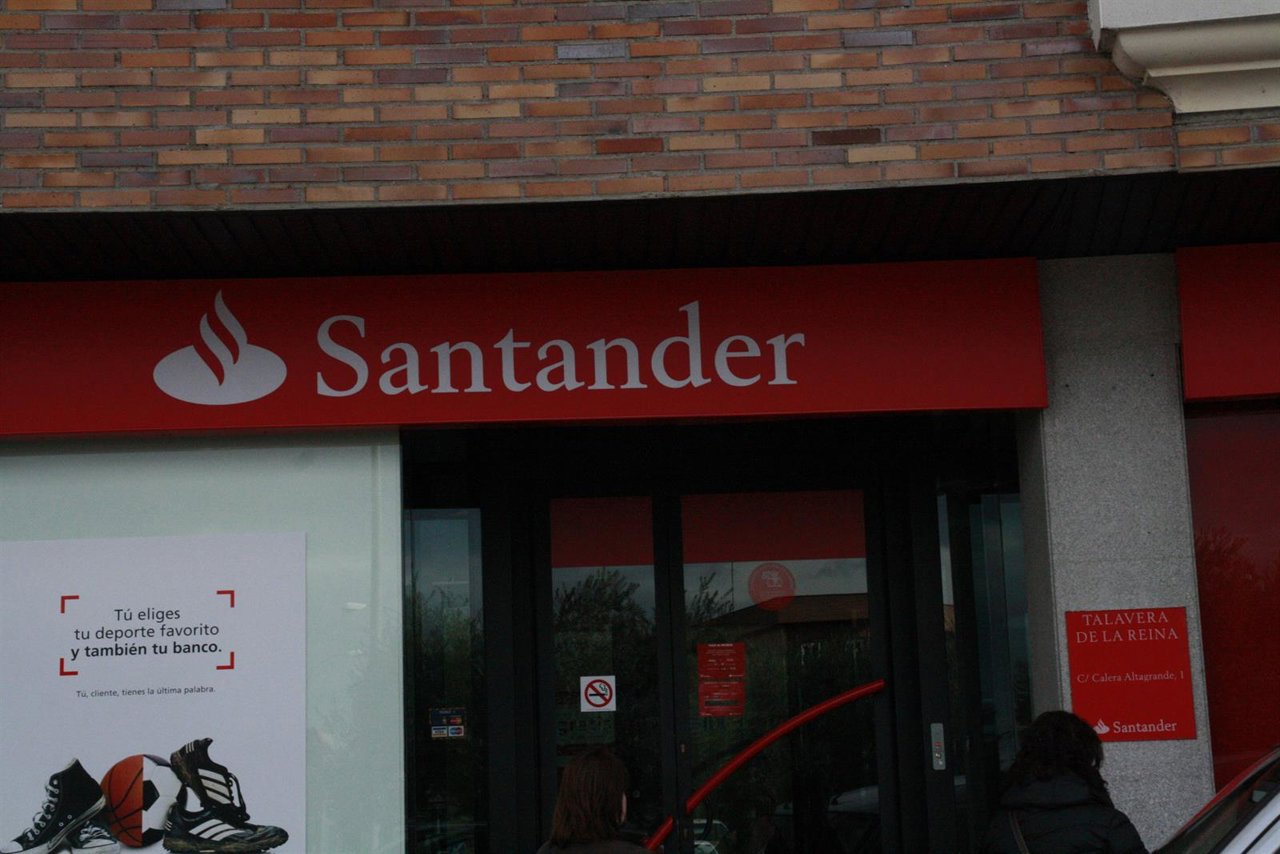 Santander
Tú eliges
tu deporte favorito
y también tu banco.
Tú, cliente, tienes la última palabra.
TALAVERA
DE LA REINA
C/ Calera Altagrande, 1
Santander